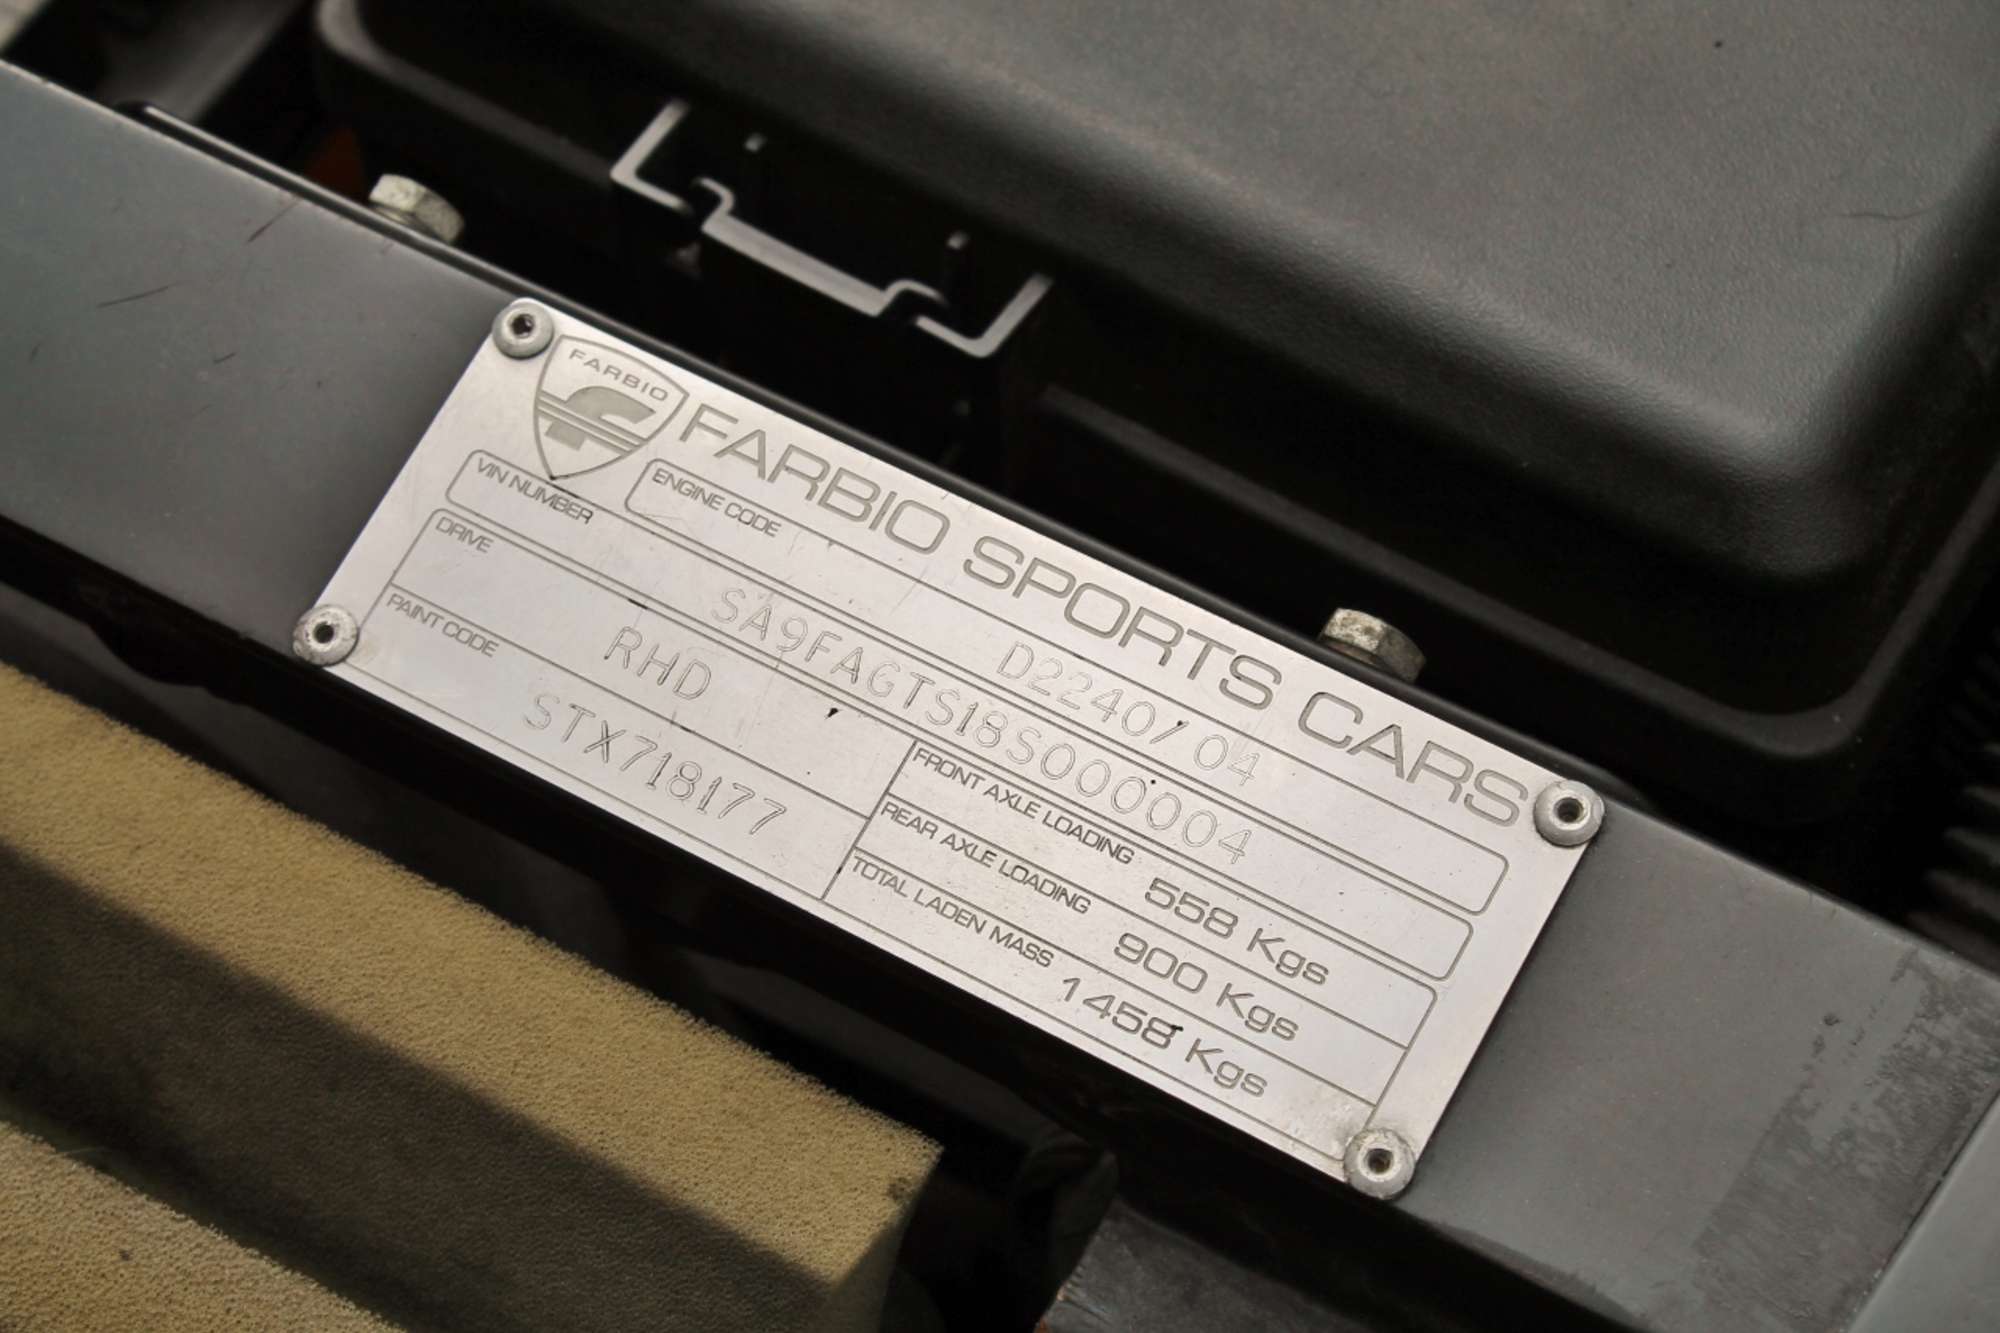 FARBIO
FARBIO SPORTS CARS
ENGINE CODE D2240/04
VIN NUMBER SA9FAGTS18S000004
DRIVE RHD
PAINT CODE STX718177
FRONT AXLE LOADING 558 Kgs
REAR AXLE LOADING 900 Kgs
TOTAL LADEN MASS 1458 Kgs